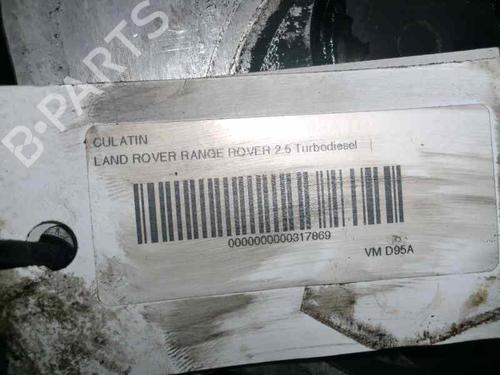 B-PARTS
CULATIN
LAND ROVER RANGE ROVER 2.5 Turbodiesel
0000000000317869
VM D95A